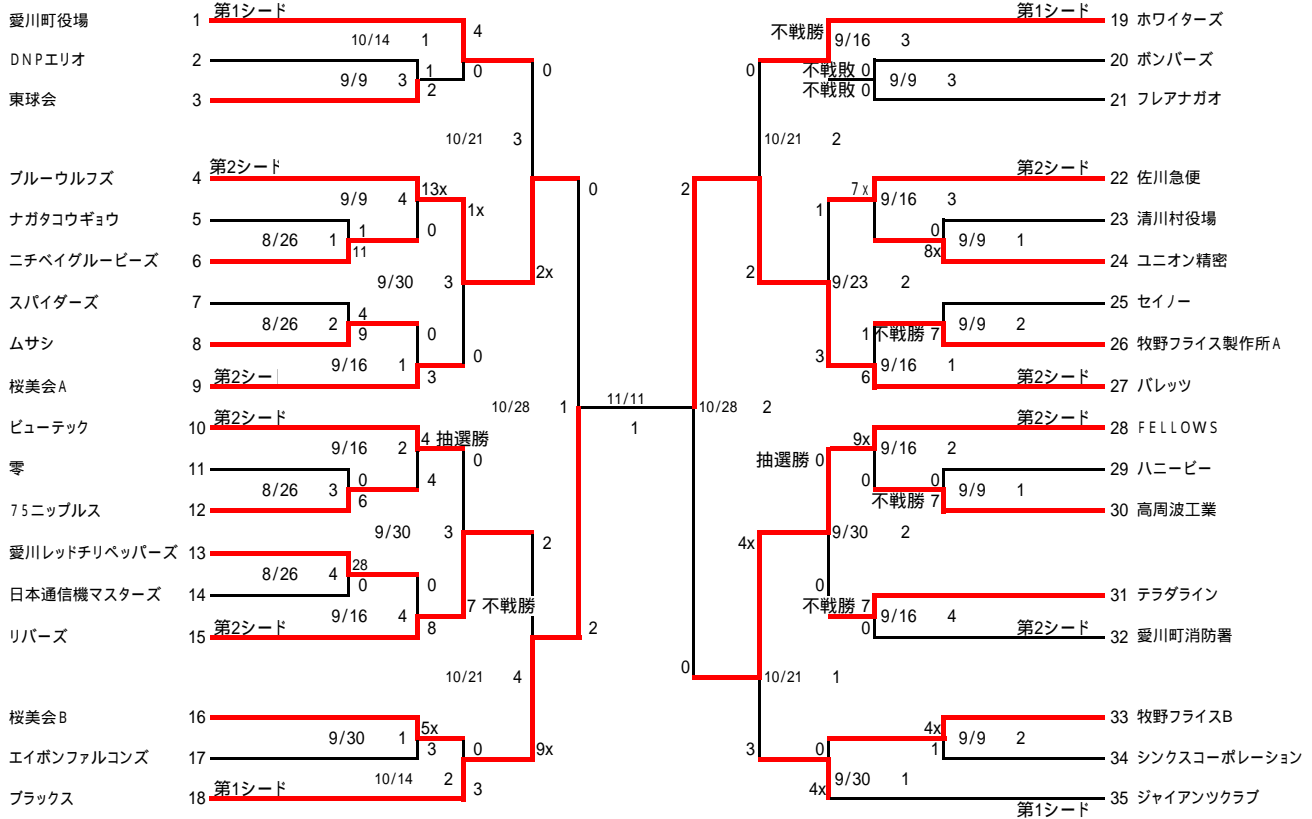 愛川町役場 1 第1シード
10/14 1 4
DNPエリオ 2
9/9 3 1 2 0 0
東球会 3
10/21 3
ブルーウルフズ 4 第2シード
9/9 4 13x 0
ナガタコウギョウ 5
8/26 1 1 11 0 1x
ニチベイグルービーズ 6
9/30 3 2x
スパイダーズ 7
8/26 2 4 9 0
ムサシ 8
9/16 1 3 0
桜美会A 9 第2シー
10/28 1
ビューテック 10 第2シード
9/16 2 4 抽選勝 0
零 11
8/26 3 0 6 4
75ニップルス 12
9/30 3
愛川レッドチリペッパーズ 13
8/26 4 28 0 0 2
日本通信機マスターズ 14
9/16 4 8 7 不戦勝
リバーズ 15 第2シード
2
10/21 4
桜美会B 16
9/30 1 5x 3 0 9x
エイボンファルコンズ 17
10/14 2 3
ブラックス 18 第1シード
11/11
1
第1シード 19 ホワイターズ
不戦勝 9/16 3
20 ボンバーズ
0 不戦敗 0 9/9 3
不戦敗 0
21 フレアナガオ
10/21 2
第2シード 22 佐川急便
2 1 7x 9/16 3
23 清川村役場
0 8x 9/9 1
24 ユニオン精密
2 9/23 2
25 セイノー
1 不戦勝 7 9/9 2
26 牧野フライス製作所A
3 6 9/16 1
第2シード 27 バレッツ
10/28 2
第2シード 28 FELLOWS
抽選勝 0 9x 9/16 2
29 ハニービー
0 0 不戦勝 7 9/9 1
30 高周波工業
4x 9/30 2
0
31 テラダライン
不戦勝 7 0 9/16 4
第2シード 32 愛川町消防署
0 10/21 1
33 牧野フライスB
4x 1 9/9 2
34 シンクスコーポレーション
3 0 4x 9/30 1
35 ジャイアンツクラブ
第1シード